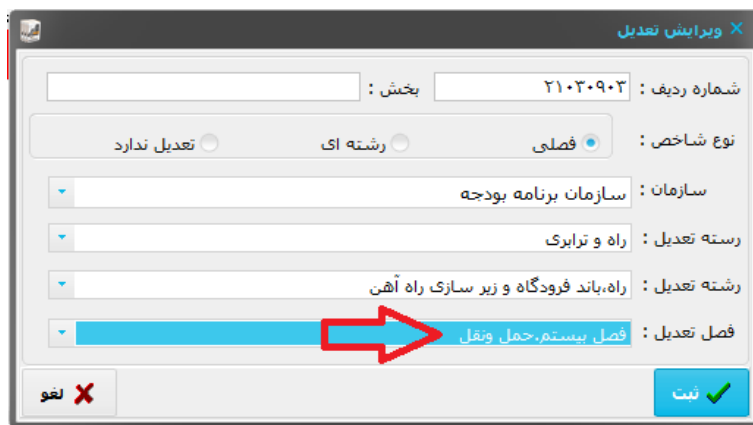 ویرایش تعدیل
شماره ردیف : ۲۱۰۳۰۹۰۳ بخش :
نوع شاخص : فصلی رشته ای تعدیل ندارد
سازمان : سازمان برنامه بودجه
رسته تعدیل : راه و ترابری
رشته تعدیل : راه،باند فرودگاه و زیر سازی راه آهن
فصل تعدیل : فصل بیستم.حمل ونقل
ثبت لغو